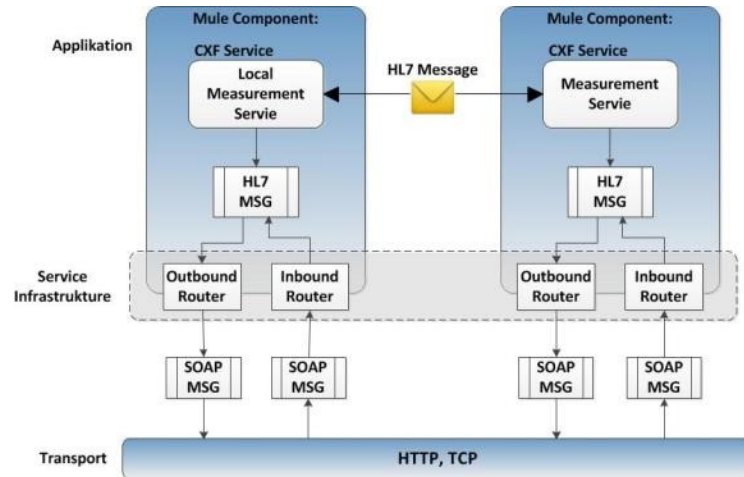 Mule Component:
Mule Component:
Applikation
CXF Service
CXF Service
Local
Measurement
Servie
HL7 Message
Measurement
Servie
HL7
MSG
HL7
MSG
Service
Infrastrukture
Outbound
Router
Inbound
Router
Outbound
Router
Inbound
Router
SOAP
MSG
SOAP
MSG
SOAP
MSG
SOAP
MSG
Transport
HTTP, TCP